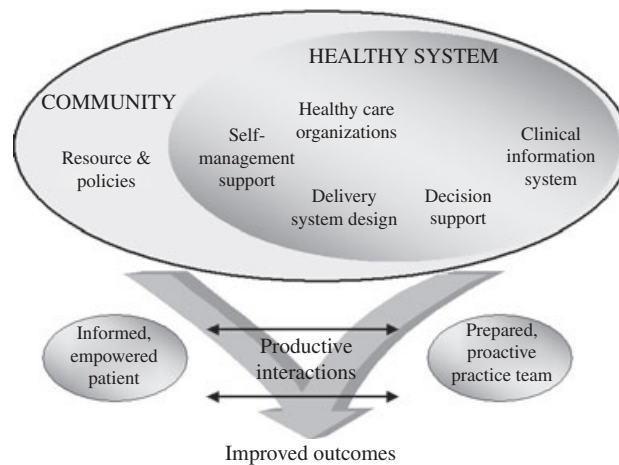 HEALTHY SYSTEM
COMMUNITY
Resource &
policies
Healthy care
organizations
Self-
management
support
Clinical
information
system
Delivery
system design
Decision
support
Informed,
empowered
patient
Productive
interactions
Prepared,
proactive
practice team
Improved outcomes